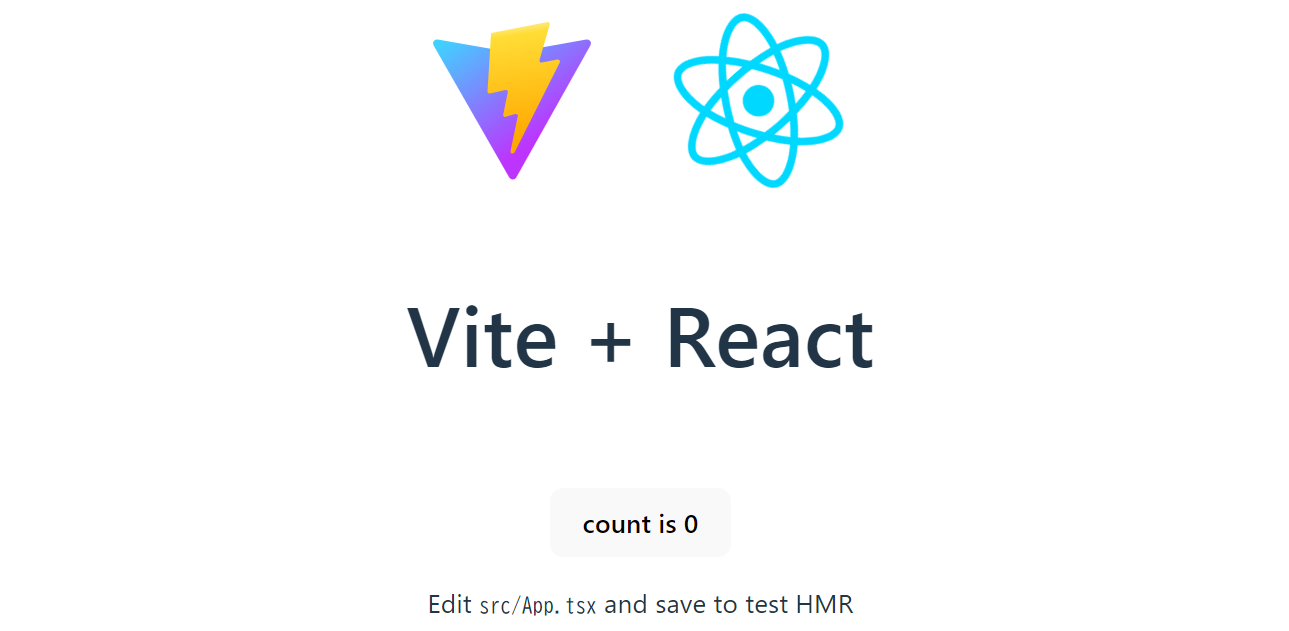 Vite + React
count is 0
Edit src/App.tsx and save to test HMR